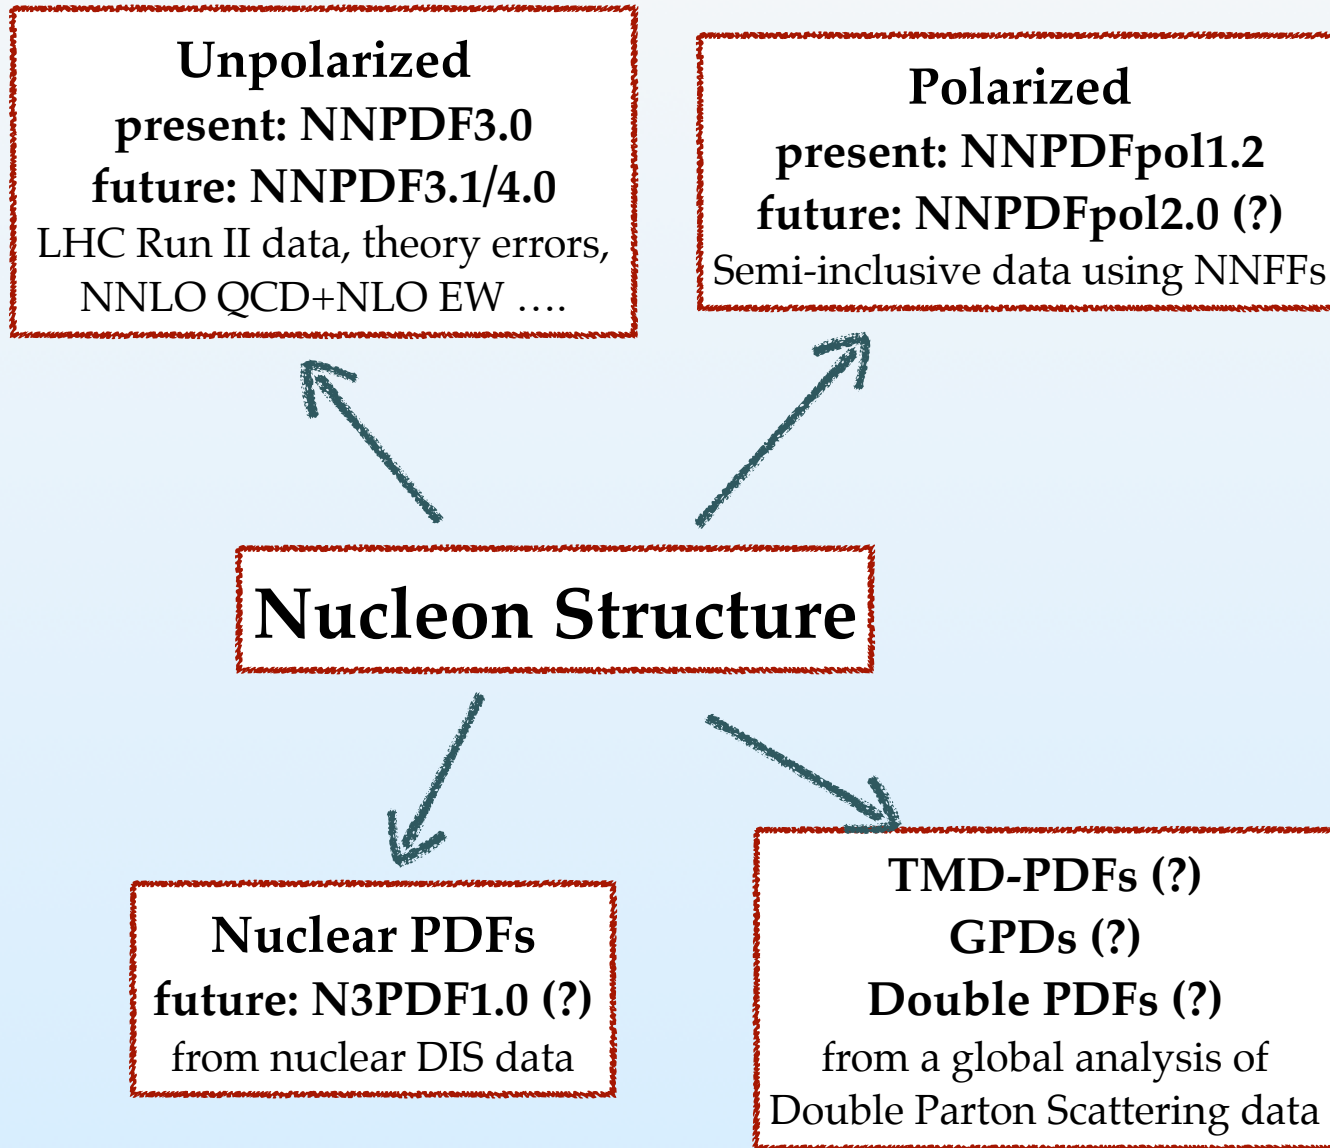 Unpolarized
present: NNPDF3.0
future: NNPDF3.1/4.0
LHC Run II data, theory errors,
NNLO QCD+NLO EW ….
Polarized
present: NNPDFpol1.2
future: NNPDFpol2.0 (?)
Semi-inclusive data using NNFFs
Nucleon Structure
Nuclear PDFs
future: N3PDF1.0 (?)
from nuclear DIS data
TMD-PDFs (?)
GPDs (?)
Double PDFs (?)
from a global analysis of
Double Parton Scattering data